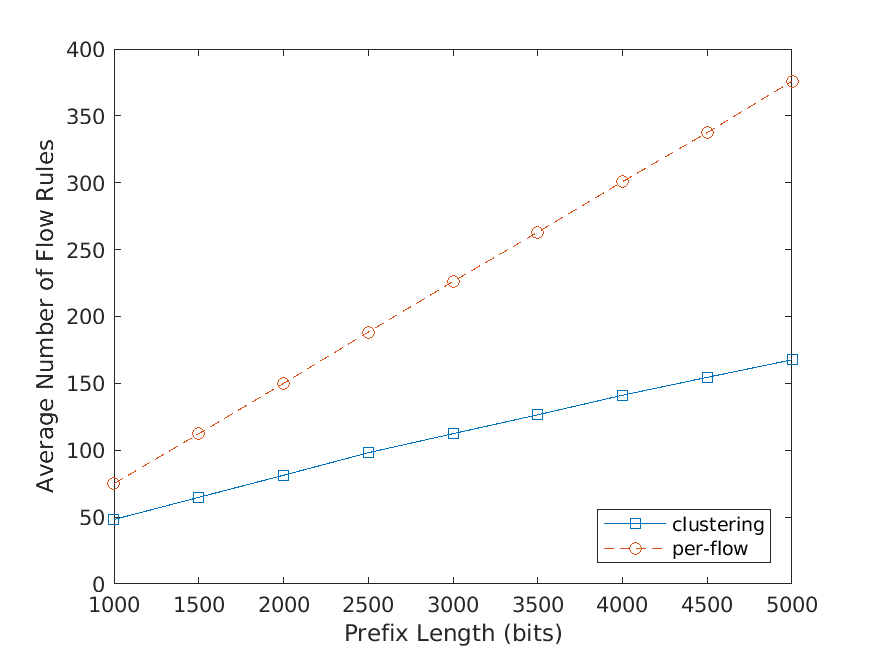 400
350
300
250
200
150
100
50
0
Average Number of Flow Rules
clustering
per-flow
1000 1500 2000 2500 3000 3500 4000 4500 5000
Prefix Length (bits)